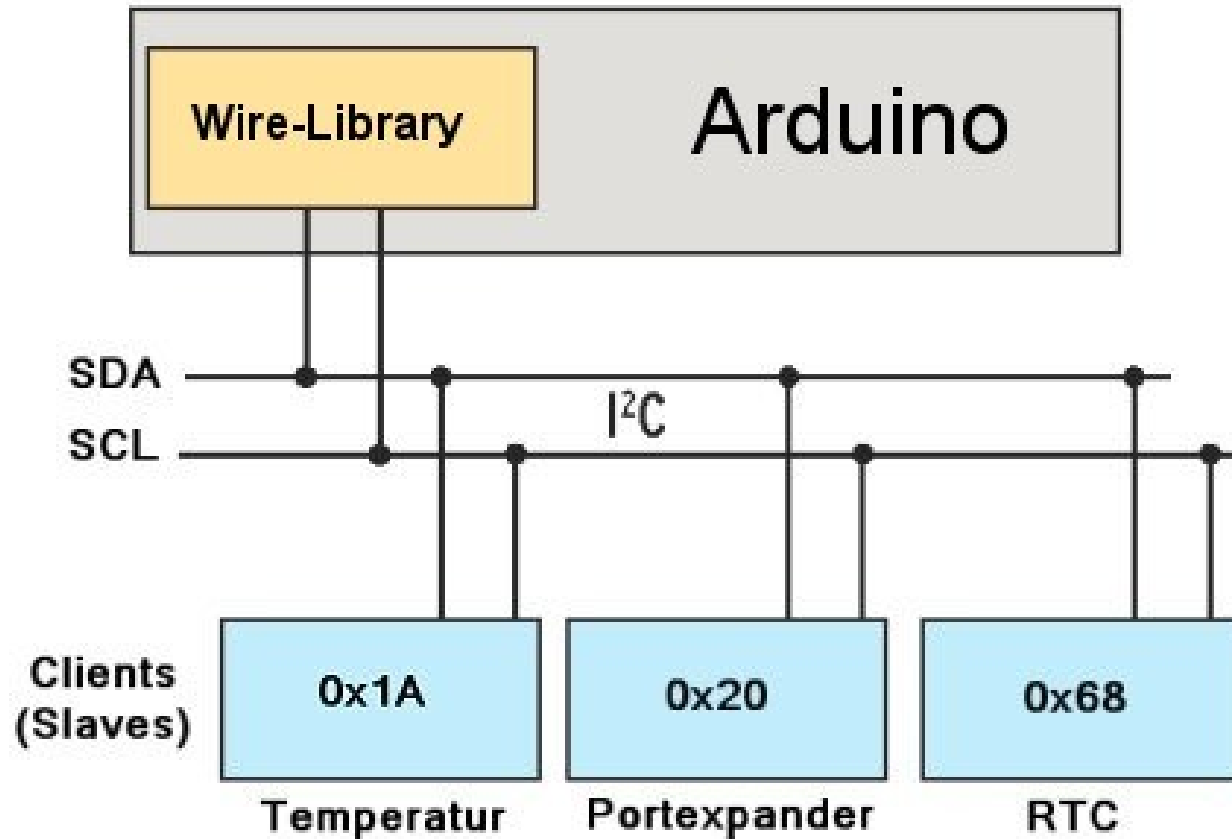 Wire-Library
Arduino
SDA
I²C
SCL
Clients
(Slaves)
0x1A
0x20
0x68
Temperatur
Portexpander
RTC